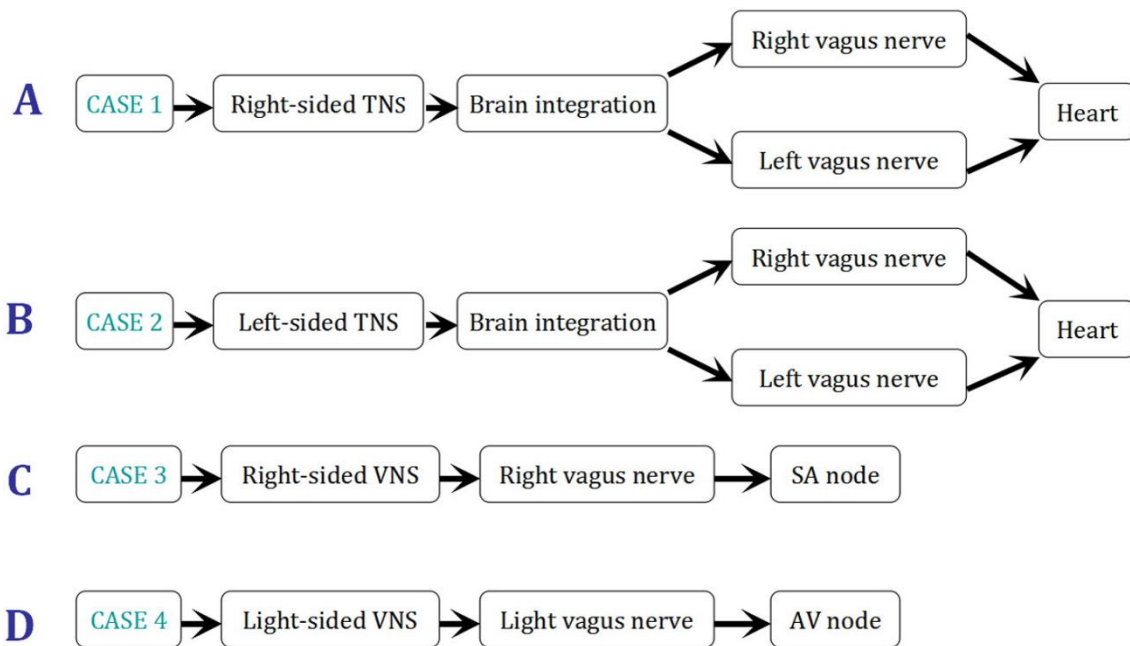 A
CASE 1
Right-sided TNS
Brain integration
Right vagus nerve
Left vagus nerve
Heart
B
CASE 2
Left-sided TNS
Brain integration
Right vagus nerve
Left vagus nerve
Heart
C
CASE 3
Right-sided VNS
Right vagus nerve
SA node
D
CASE 4
Light-sided VNS
Light vagus nerve
AV node